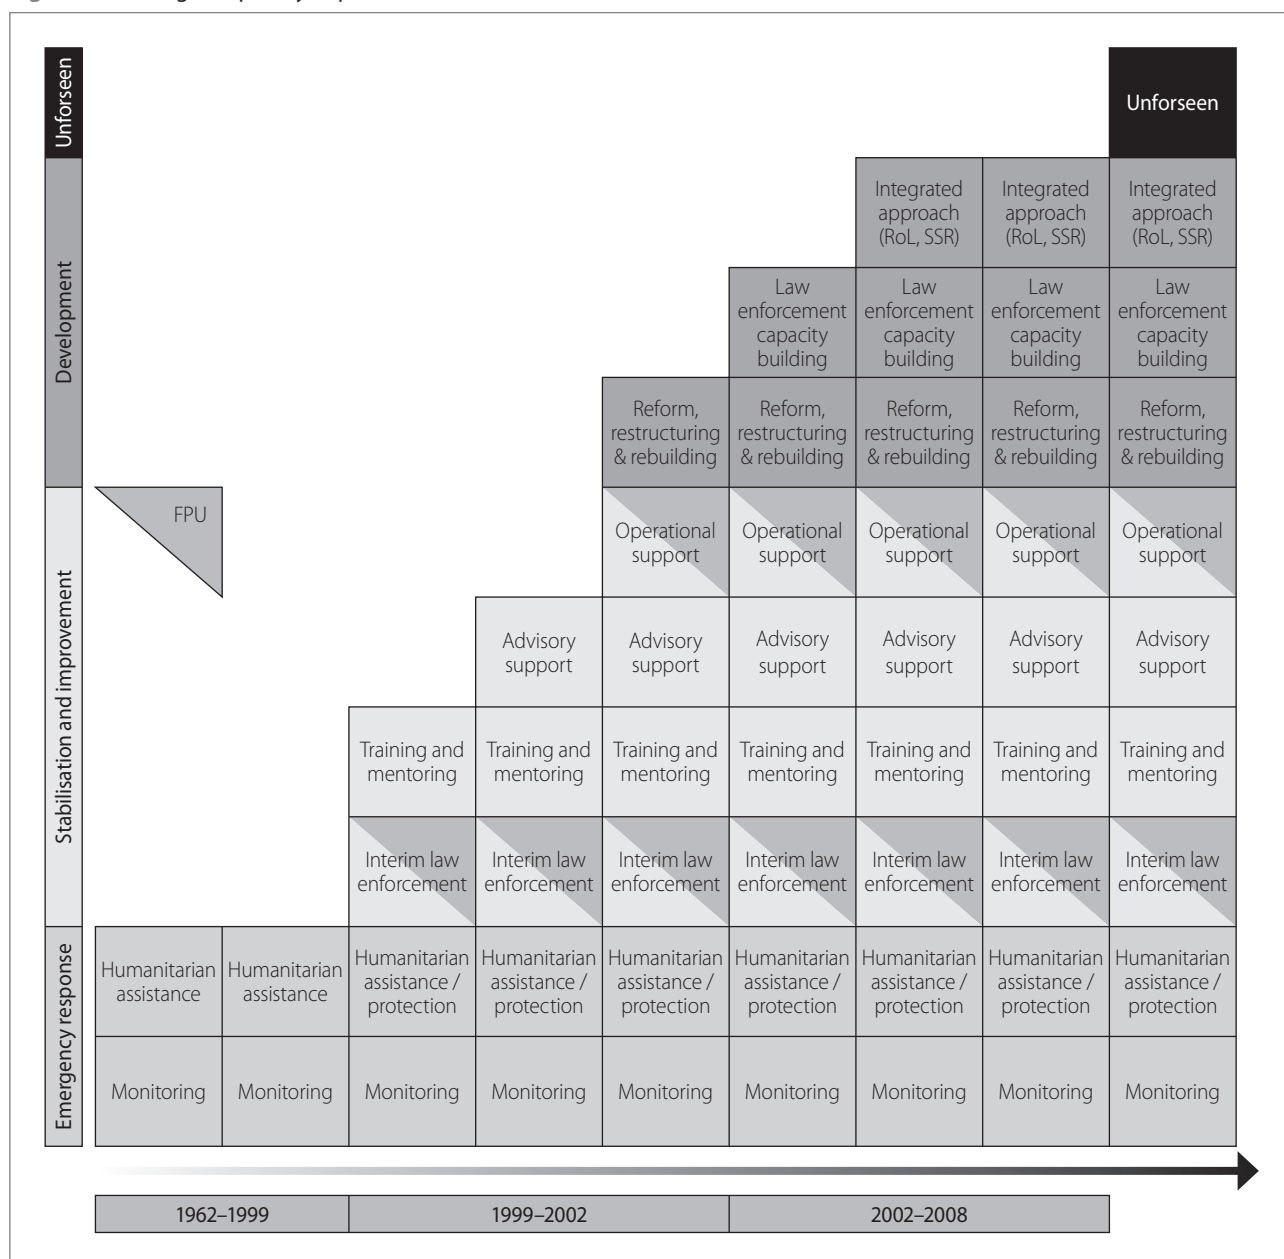 Unforseen
Unforseen
Development
Integrated
approach
(RoL, SSR)
Integrated
approach
(RoL, SSR)
Integrated
approach
(RoL, SSR)
Law
enforcement
capacity
building
Law
enforcement
capacity
building
Law
enforcement
capacity
building
Law
enforcement
capacity
building
Reform,
restructuring
& rebuilding
Reform,
restructuring
& rebuilding
Reform,
restructuring
& rebuilding
Reform,
restructuring
& rebuilding
Reform,
restructuring
& rebuilding
Stabilisation and improvement
FPU
Operational
support
Operational
support
Operational
support
Operational
support
Operational
support
Advisory
support
Advisory
support
Advisory
support
Advisory
support
Advisory
support
Advisory
support
Training and
mentoring
Training and
mentoring
Training and
mentoring
Training and
mentoring
Training and
mentoring
Training and
mentoring
Training and
mentoring
Interim law
enforcement
Interim law
enforcement
Interim law
enforcement
Interim law
enforcement
Interim law
enforcement
Interim law
enforcement
Interim law
enforcement
Emergency response
Humanitarian
assistance
Humanitarian
assistance
Humanitarian
assistance /
protection
Humanitarian
assistance /
protection
Humanitarian
assistance /
protection
Humanitarian
assistance /
protection
Humanitarian
assistance /
protection
Humanitarian
assistance /
protection
Humanitarian
assistance /
protection
Monitoring
Monitoring
Monitoring
Monitoring
Monitoring
Monitoring
Monitoring
Monitoring
Monitoring
1962–1999
1999–2002
2002–2008